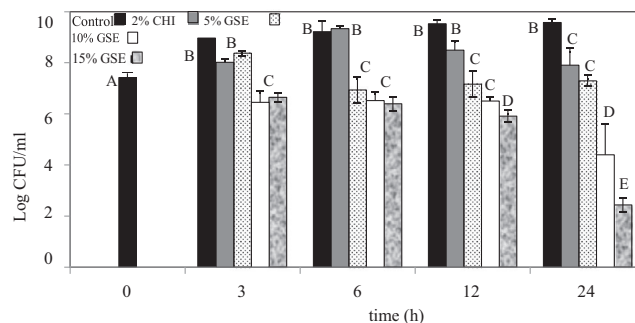 10
Control 2% CHI 5% GSE
10% GSE
15% GSE
8
6
4
2
0
Log CFU/ml
A
B B B C
B B C C C
B B C C D
B C C D E
0 3 6 12 24
time (h)